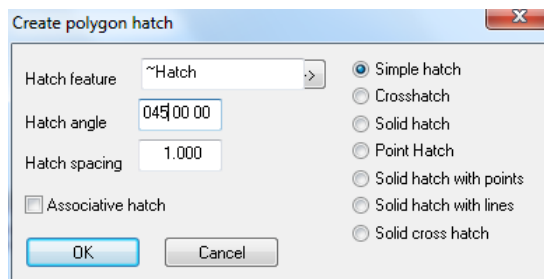 Create polygon hatch
Hatch feature ~Hatch >
Hatch angle 045 00 00
Hatch spacing 1.000
Associative hatch
OK Cancel
Simple hatch
Crosshatch
Solid hatch
Point Hatch
Solid hatch with points
Solid hatch with lines
Solid cross hatch